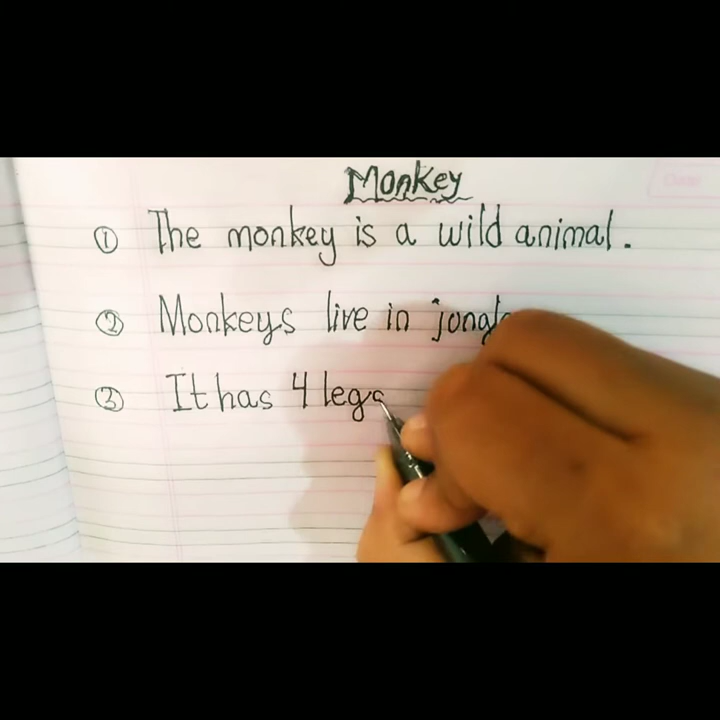 Monkey
① The monkey is a wild animal.
② Monkeys live in
③ It has 4 legs